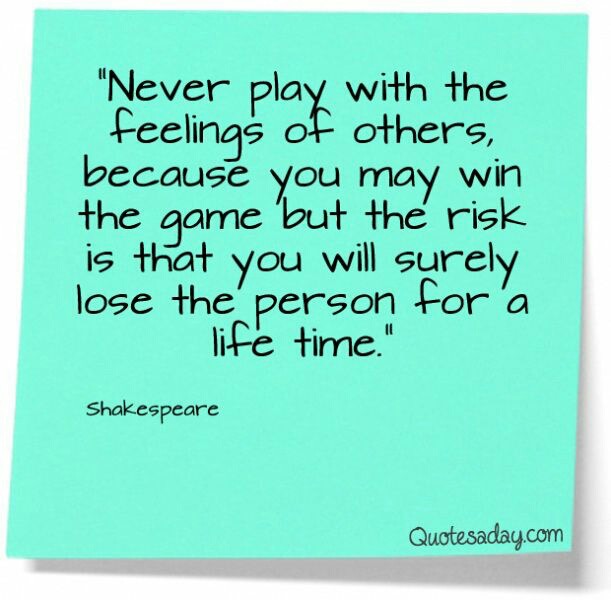 "Never play with the
feelings of others,
because you may win
the game but the risk
is that you will surely
lose the person for a
life time."
Shakespeare
Quotesaday.com